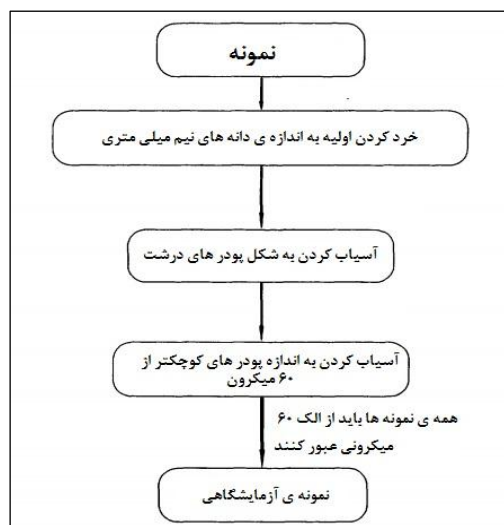 نمونه
خرد کردن اولیه به اندازه ی دانه های نیم میلی متری
آسیاب کردن به شکل پودر های درشت
آسیاب کردن به اندازه پودر های کوچکتر از
۶۰ میکرون
همه ی نمونه ها باید از الک ۶۰
میکرونی عبور کنند
نمونه ی آزمایشگاهی